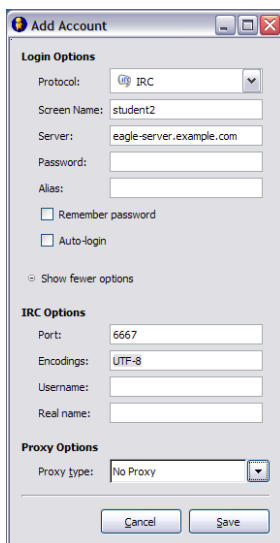 Add Account
Login Options
Protocol: IRC
Screen Name: student2
Server: eagle-server.example.com
Password:
Alias:
Remember password
Auto-login
Show fewer options
IRC Options
Port: 6667
Encodings: UTF-8
Username:
Real name:
Proxy Options
Proxy type: No Proxy
Cancel Save